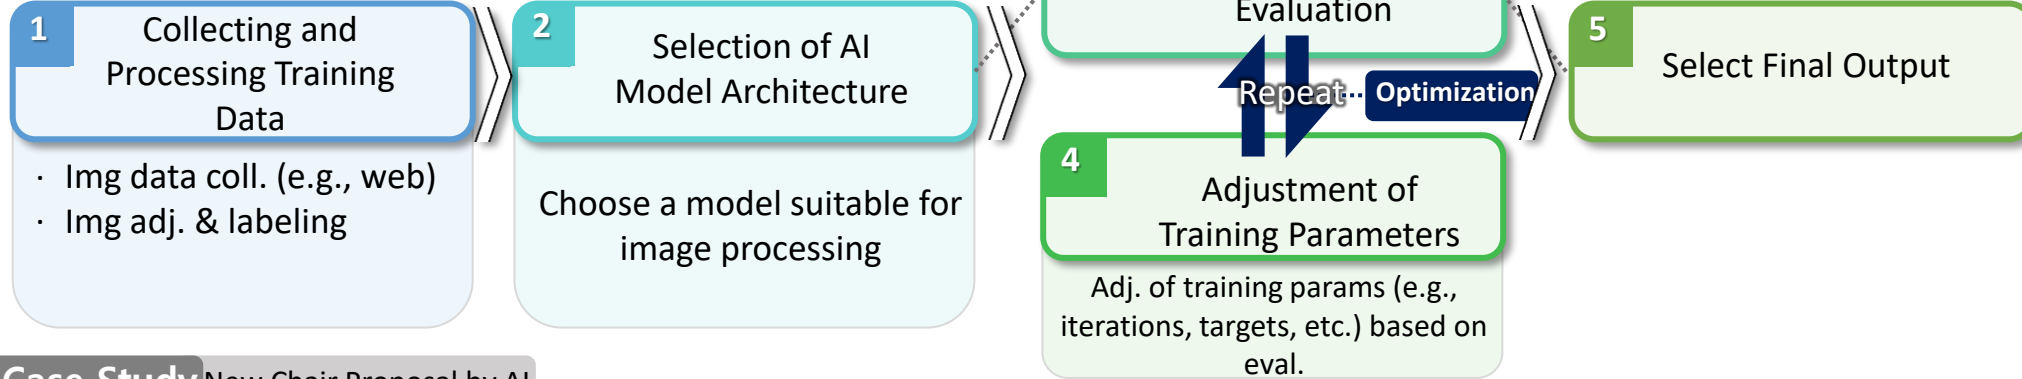 1
Collecting and
Processing Training
Data
· Img data coll. (e.g., web)
· Img adj. & labeling
2
Selection of AI
Model Architecture
Choose a model suitable for
image processing
Evaluation
Repeat
Optimization
4
Adjustment of
Training Parameters
Adj. of training params (e.g.,
iterations, targets, etc.) based on
eval.
5
Select Final Output
Case Study New Chair Proposal by AI